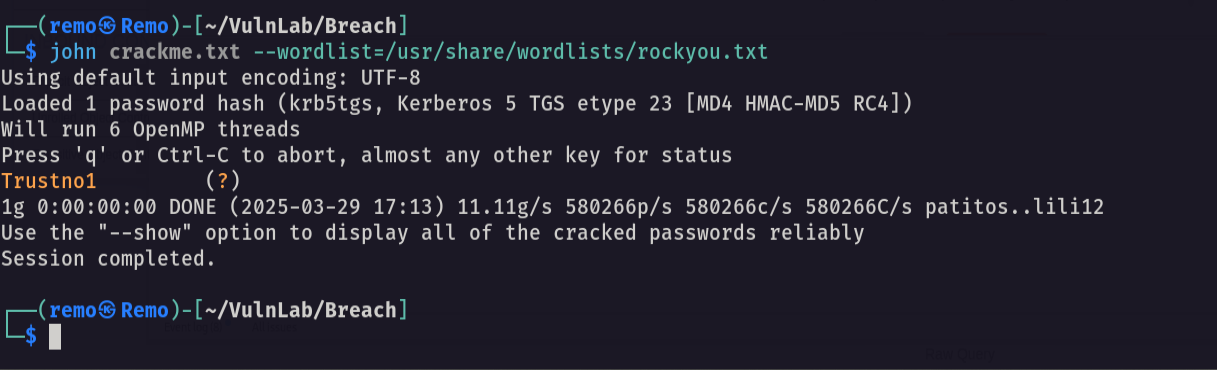 ┌──(remo㉿Remo)-[~/VulnLab/Breach]
└─$ john crackme.txt --wordlist=/usr/share/wordlists/rockyou.txt
Using default input encoding: UTF-8
Loaded 1 password hash (krb5tgs, Kerberos 5 TGS etype 23 [MD4 HMAC-MD5 RC4])
Will run 6 OpenMP threads
Press 'q' or Ctrl-C to abort, almost any other key for status
Trustno1         (?)
1g 0:00:00:00 DONE (2025-03-29 17:13) 11.11g/s 580266p/s 580266c/s 580266C/s patitos..lili12
Use the "--show" option to display all of the cracked passwords reliably
Session completed.
┌──(remo㉿Remo)-[~/VulnLab/Breach]
└─$